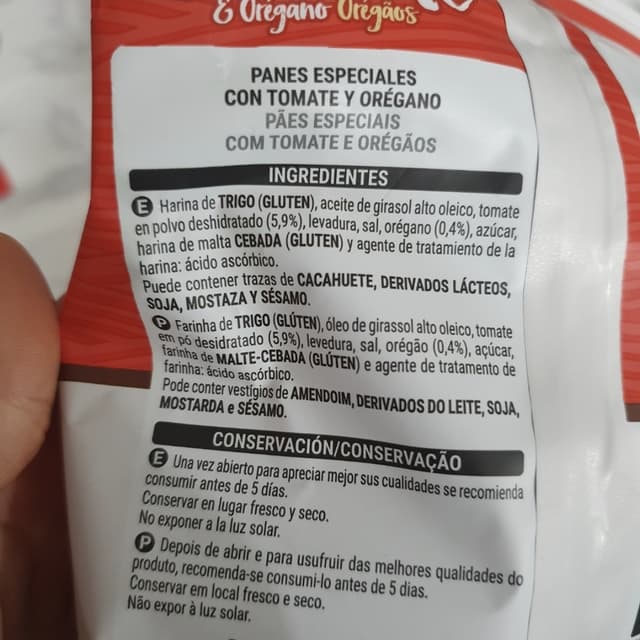 & Orégano Orégãos
PANES ESPECIALES
CON TOMATE Y ORÉGANO
PÃES ESPECIAIS
COM TOMATE E ORÉGÃOS
INGREDIENTES
E Harina de TRIGO (GLUTEN), aceite de girasol alto oleico, tomate
en polvo deshidratado (5,9%), levadura, sal, orégano (0,4%), azúcar,
harina de malta CEBADA (GLUTEN) y agente de tratamiento de la
harina: ácido ascórbico.
Puede contener trazas de CACAHUETE, DERIVADOS LÁCTEOS,
SOJA, MOSTAZA Y SÉSAMO.
P Farinha de TRIGO (GLÚTEN), óleo de girassol alto oleico, tomate
em pó desidratado (5,9%), levedura, sal, orégão (0,4%), açúcar,
farinha de MALTE-CEBADA (GLÚTEN) e agente de tratamento de
farinha: ácido ascórbico.
Pode conter vestígios de AMENDOIM, DERIVADOS DO LEITE, SOJA,
MOSTARDA e SÉSAMO.
CONSERVACIÓN/CONSERVAÇÃO
E Una vez abierto para apreciar mejor sus cualidades se recomienda
consumir antes de 5 días.
Conservar en lugar fresco y seco.
No exponer a la luz solar.
P Depois de abrir e para usufruir das melhores qualidades do
produto, recomenda-se consumi-lo antes de 5 dias.
Conservar em local fresco e seco.
Não expor à luz solar.